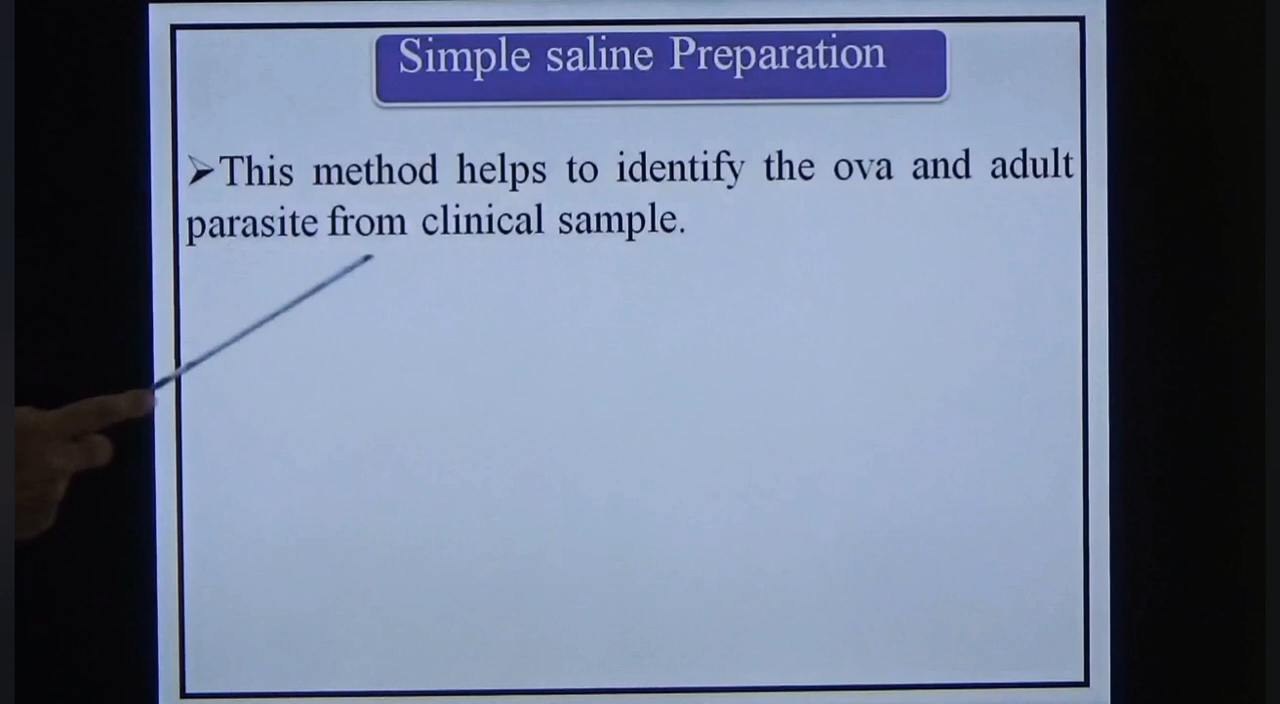 Simple saline Preparation
➤This method helps to identify the ova and adult
parasite from clinical sample.